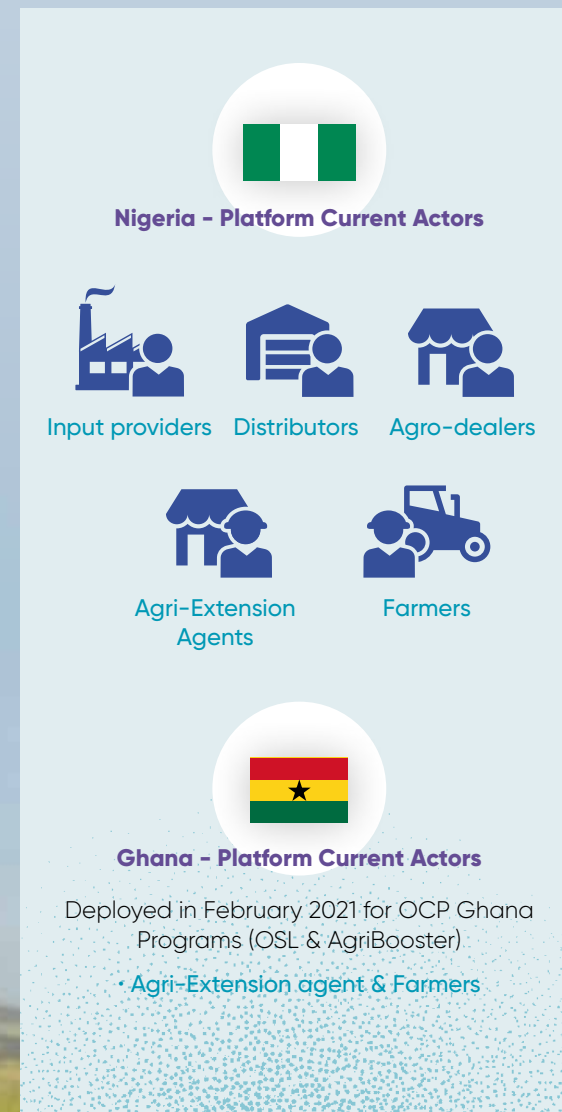 Nigeria - Platform Current Actors
Input providers
Distributors
Agro-dealers
Agri-Extension
Agents
Farmers
Ghana - Platform Current Actors
Deployed in February 2021 for OCP Ghana
Programs (OSL & AgriBooster)
• Agri-Extension agent & Farmers